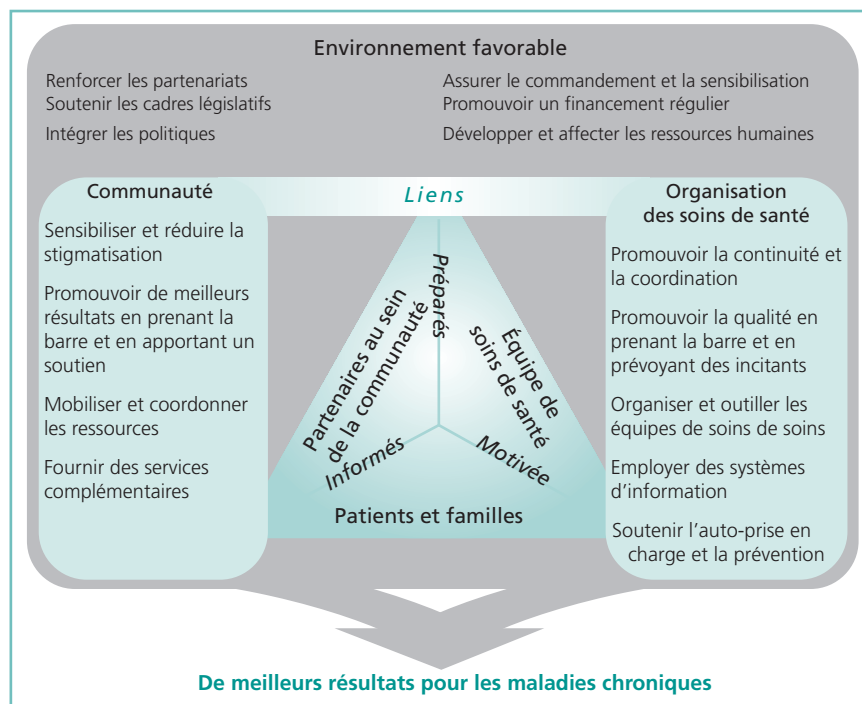 Environnement favorable
Renforcer les partenariats
Soutenir les cadres législatifs
Intégrer les politiques
Assurer le commandement et la sensibilisation
Promouvoir un financement régulier
Développer et affecter les ressources humaines
Communauté
Sensibiliser et réduire la
stigmatisation
Promouvoir de meilleurs
résultats en prenant la
barre et en apportant un
soutien
Mobiliser et coordonner
les ressources
Fournir des services
complémentaires
Liens
Partenaires au sein
de la communauté
Préparés
Équipe de
soins de santé
Informés
Motivée
Patients et familles
Organisation
des soins de santé
Promouvoir la continuité et
la coordination
Promouvoir la qualité en
prenant la barre et en
prévoyant des incitants
Organiser et outiller les
équipes de soins de soins
Employer des systèmes
d’information
Soutenir l’auto-prise en
charge et la prévention
De meilleurs résultats pour les maladies chroniques